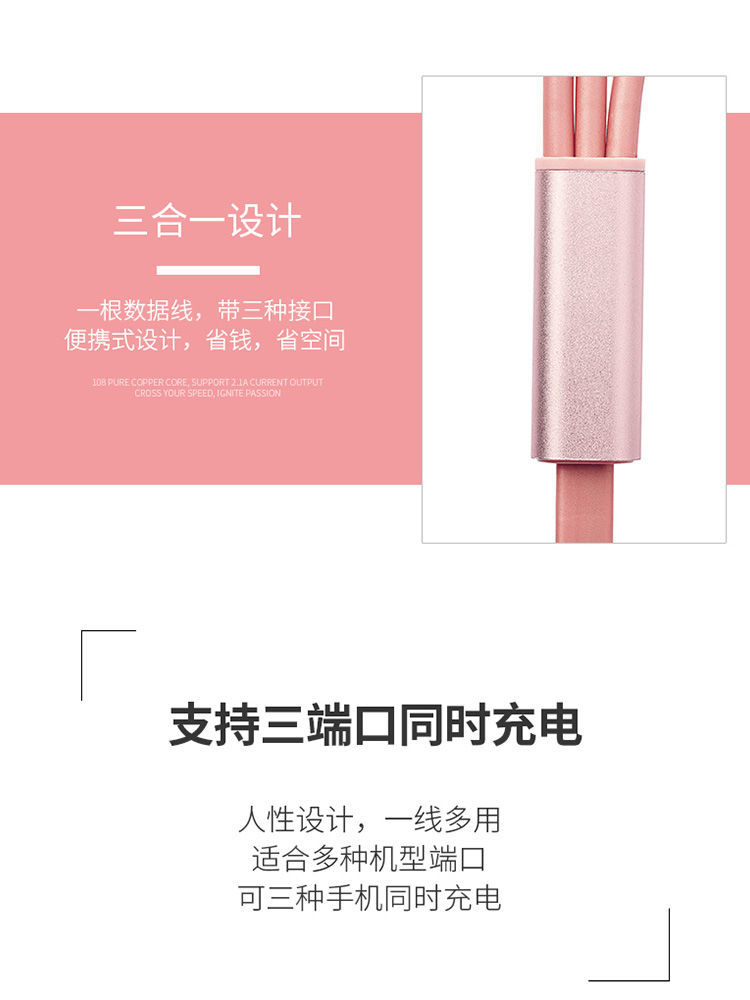 三合一设计
一根数据线，带三种接口
便携式设计，省钱，省空间
108 PURE COPPER CORE, SUPPORT 2.1A CURRENT OUTPUT
CROSS YOUR SPEED, IGNITE PASSION
支持三端口同时充电
人性设计，一线多用
适合多种机型端口
可三种手机同时充电